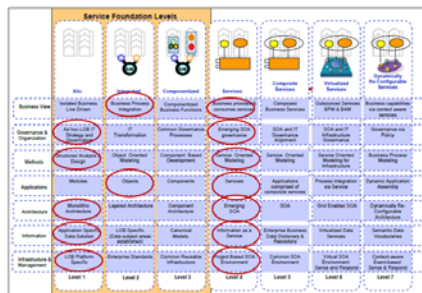 Service Foundation Levels
Silo
Integrated
Componentized
Services
Composite
Services
Virtualized
Services
Dynamically
Re-Configurable
Services
Business View
Isolated Business
Line Driven
Business Process
Integration
Componentized
Business Functions
Business provides &
consumes services
Composed
Business Services
Outsourced Services
BPM & BAM
Business capabilities
via context aware services
Governance &
Organization
Ad hoc LOB IT
Strategy and
Governance
IT
Transformation
Common Governance
Processes
Emerging SOA
governance
SOA and IT
Governance
Alignment
SOA and IT
Infrastructure
Governance
Governance via
Policy
Methods
Structured Analysis &
Design
Object Oriented
Modeling
Component Based
Development
Service Oriented
Modeling
Service Oriented
Modeling
Service Oriented
Modeling for
Infrastructure
Business Process
Modeling
Applications
Modules
Objects
Components
Services
Applications
comprised of
composite services
Process Integration
via Service
Dynamic Application
Assembly
Architecture
Monolithic
Architecture
Layered Architecture
Component
Architecture
Emerging
SOA
SOA
Grid Enabled SOA
Dynamically Re-
Configurable
Architecture
Information
Application Specific
Data Solution
LOB Specific
(Data subject areas
established)
Canonical
Models
Information as a
Service
Enterprise Business
Data Dictionary &
Repository
Virtualized Data
Services
Semantic Data
Vocabularies
Infrastructure
& Management
LOB Platform
Specific
Enterprise Standards
Common Reusable
Infrastructure
Project Based SOA
Environment
Common SOA
Environment
Virtual SOA
Environment
Sense and Respond
Context-aware
Event-based
Sense & Respond
Level 1
Level 2
Level 3
Level 4
Level 5
Level 6
Level 7